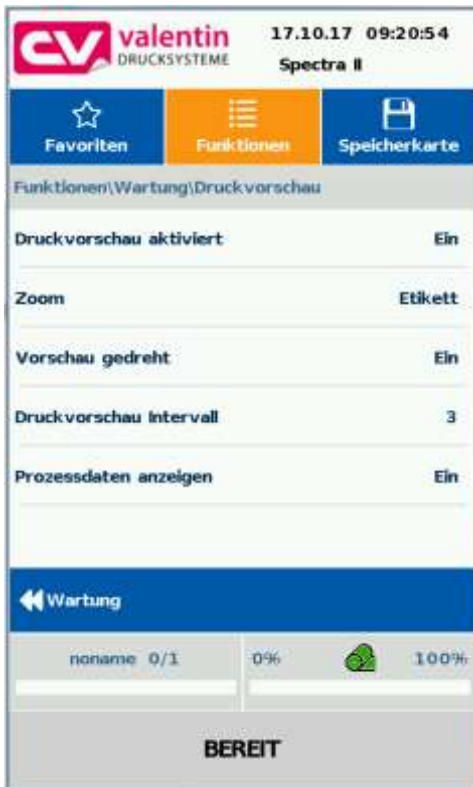 CV valentin 17.10.17 09:20:54
DRUCKSYSTEME Spectra II
Favoriten Funktionen Speicherkarte
Funktionen\Wartung\Druckvorschau
Druckvorschau aktiviert Ein
Zoom Etikett
Vorschau gedreht Ein
Druckvorschau Intervall 3
Prozessdaten anzeigen Ein
Wartung
noname 0/1 0% 100%
BEREIT